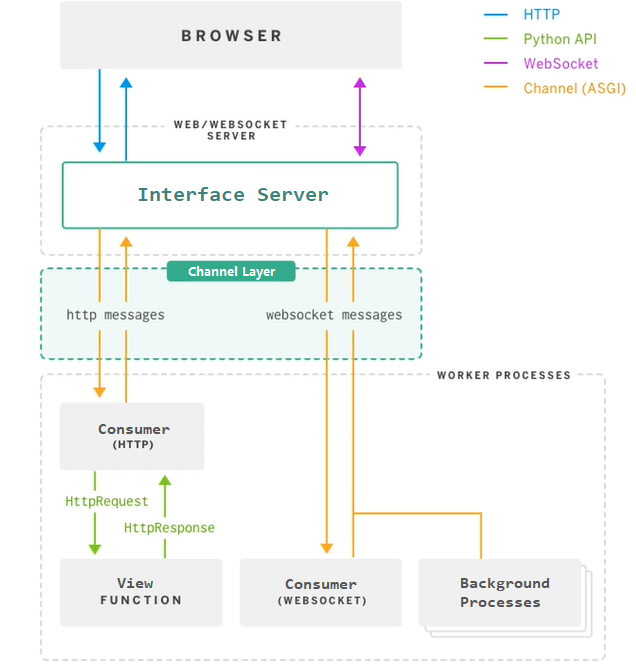 BROWSER
HTTP
Python API
WebSocket
Channel (ASGI)
WEB/WEBSOCKET
SERVER
Interface Server
Channel Layer
http messages
websocket messages
WORKER PROCESSES
Consumer
(HTTP)
HttpRequest
HttpResponse
View
FUNCTION
Consumer
(WEBSOCKET)
Background
Processes